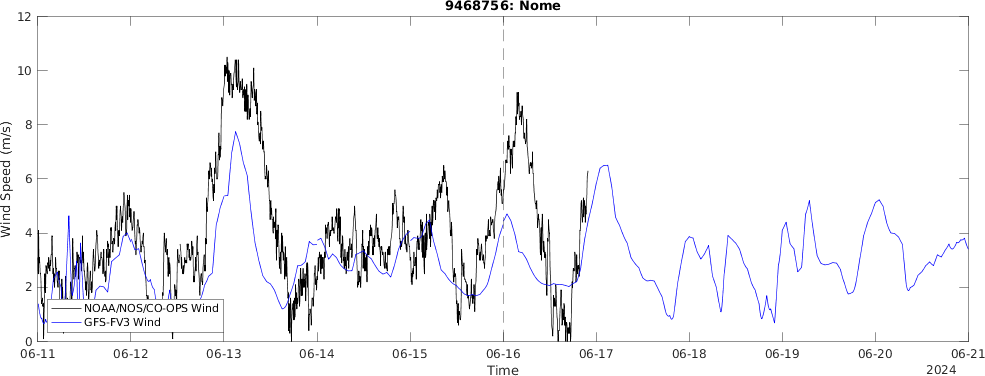 9468756: Nome
12
10
8
6
4
2
0
Wind Speed (m/s)
NOAA/NOS/CO-OPS Wind
GFS-FV3 Wind
06-11 06-12 06-13 06-14 06-15 06-16 06-17 06-18 06-19 06-20 06-21
Time
2024